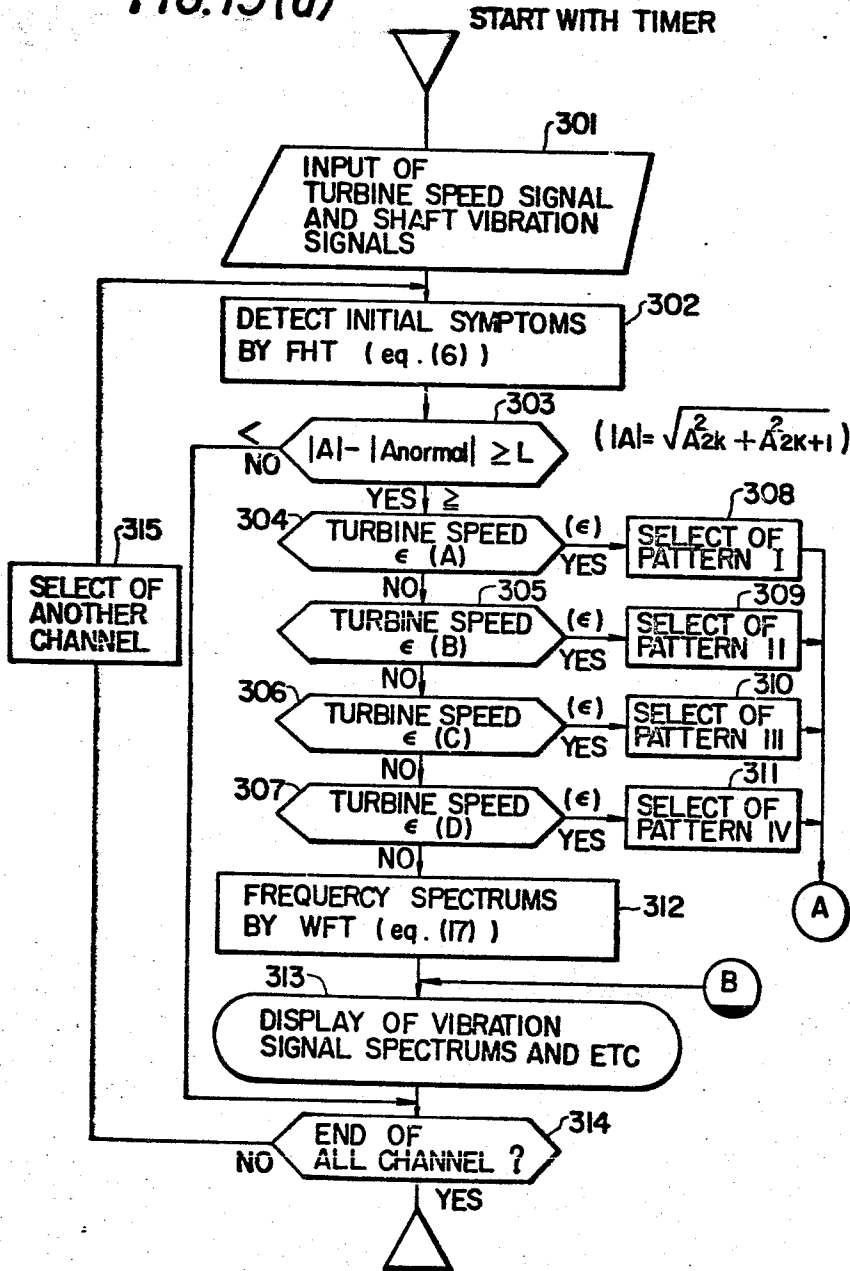 FIG.15(a)
START WITH TIMER
301
INPUT OF
TURBINE SPEED SIGNAL
AND SHAFT VIBRATION
SIGNALS
302
DETECT INITIAL SYMPTOMS
BY FHT (eq.(6))
303
|A|-|Anormal| ≥ L
(|A|=√A²2k + A²2K+1)
<
NO
YES ≥
304
TURBINE SPEED
ϵ (A)
(ϵ)
YES
308
SELECT OF
PATTERN I
NO
305
TURBINE SPEED
ϵ (B)
(ϵ)
YES
309
SELECT OF
PATTERN II
NO
306
TURBINE SPEED
ϵ (C)
(ϵ)
YES
310
SELECT OF
PATTERN III
NO
307
TURBINE SPEED
ϵ (D)
(ϵ)
YES
311
SELECT OF
PATTERN IV
NO
A
315
SELECT OF
ANOTHER
CHANNEL
312
FREQUERCY SPECTRUMS
BY WFT (eq.(17))
B
313
DISPLAY OF VIBRATION
SIGNAL SPECTRUMS AND ETC
314
END OF
ALL CHANNEL ?
NO
YES